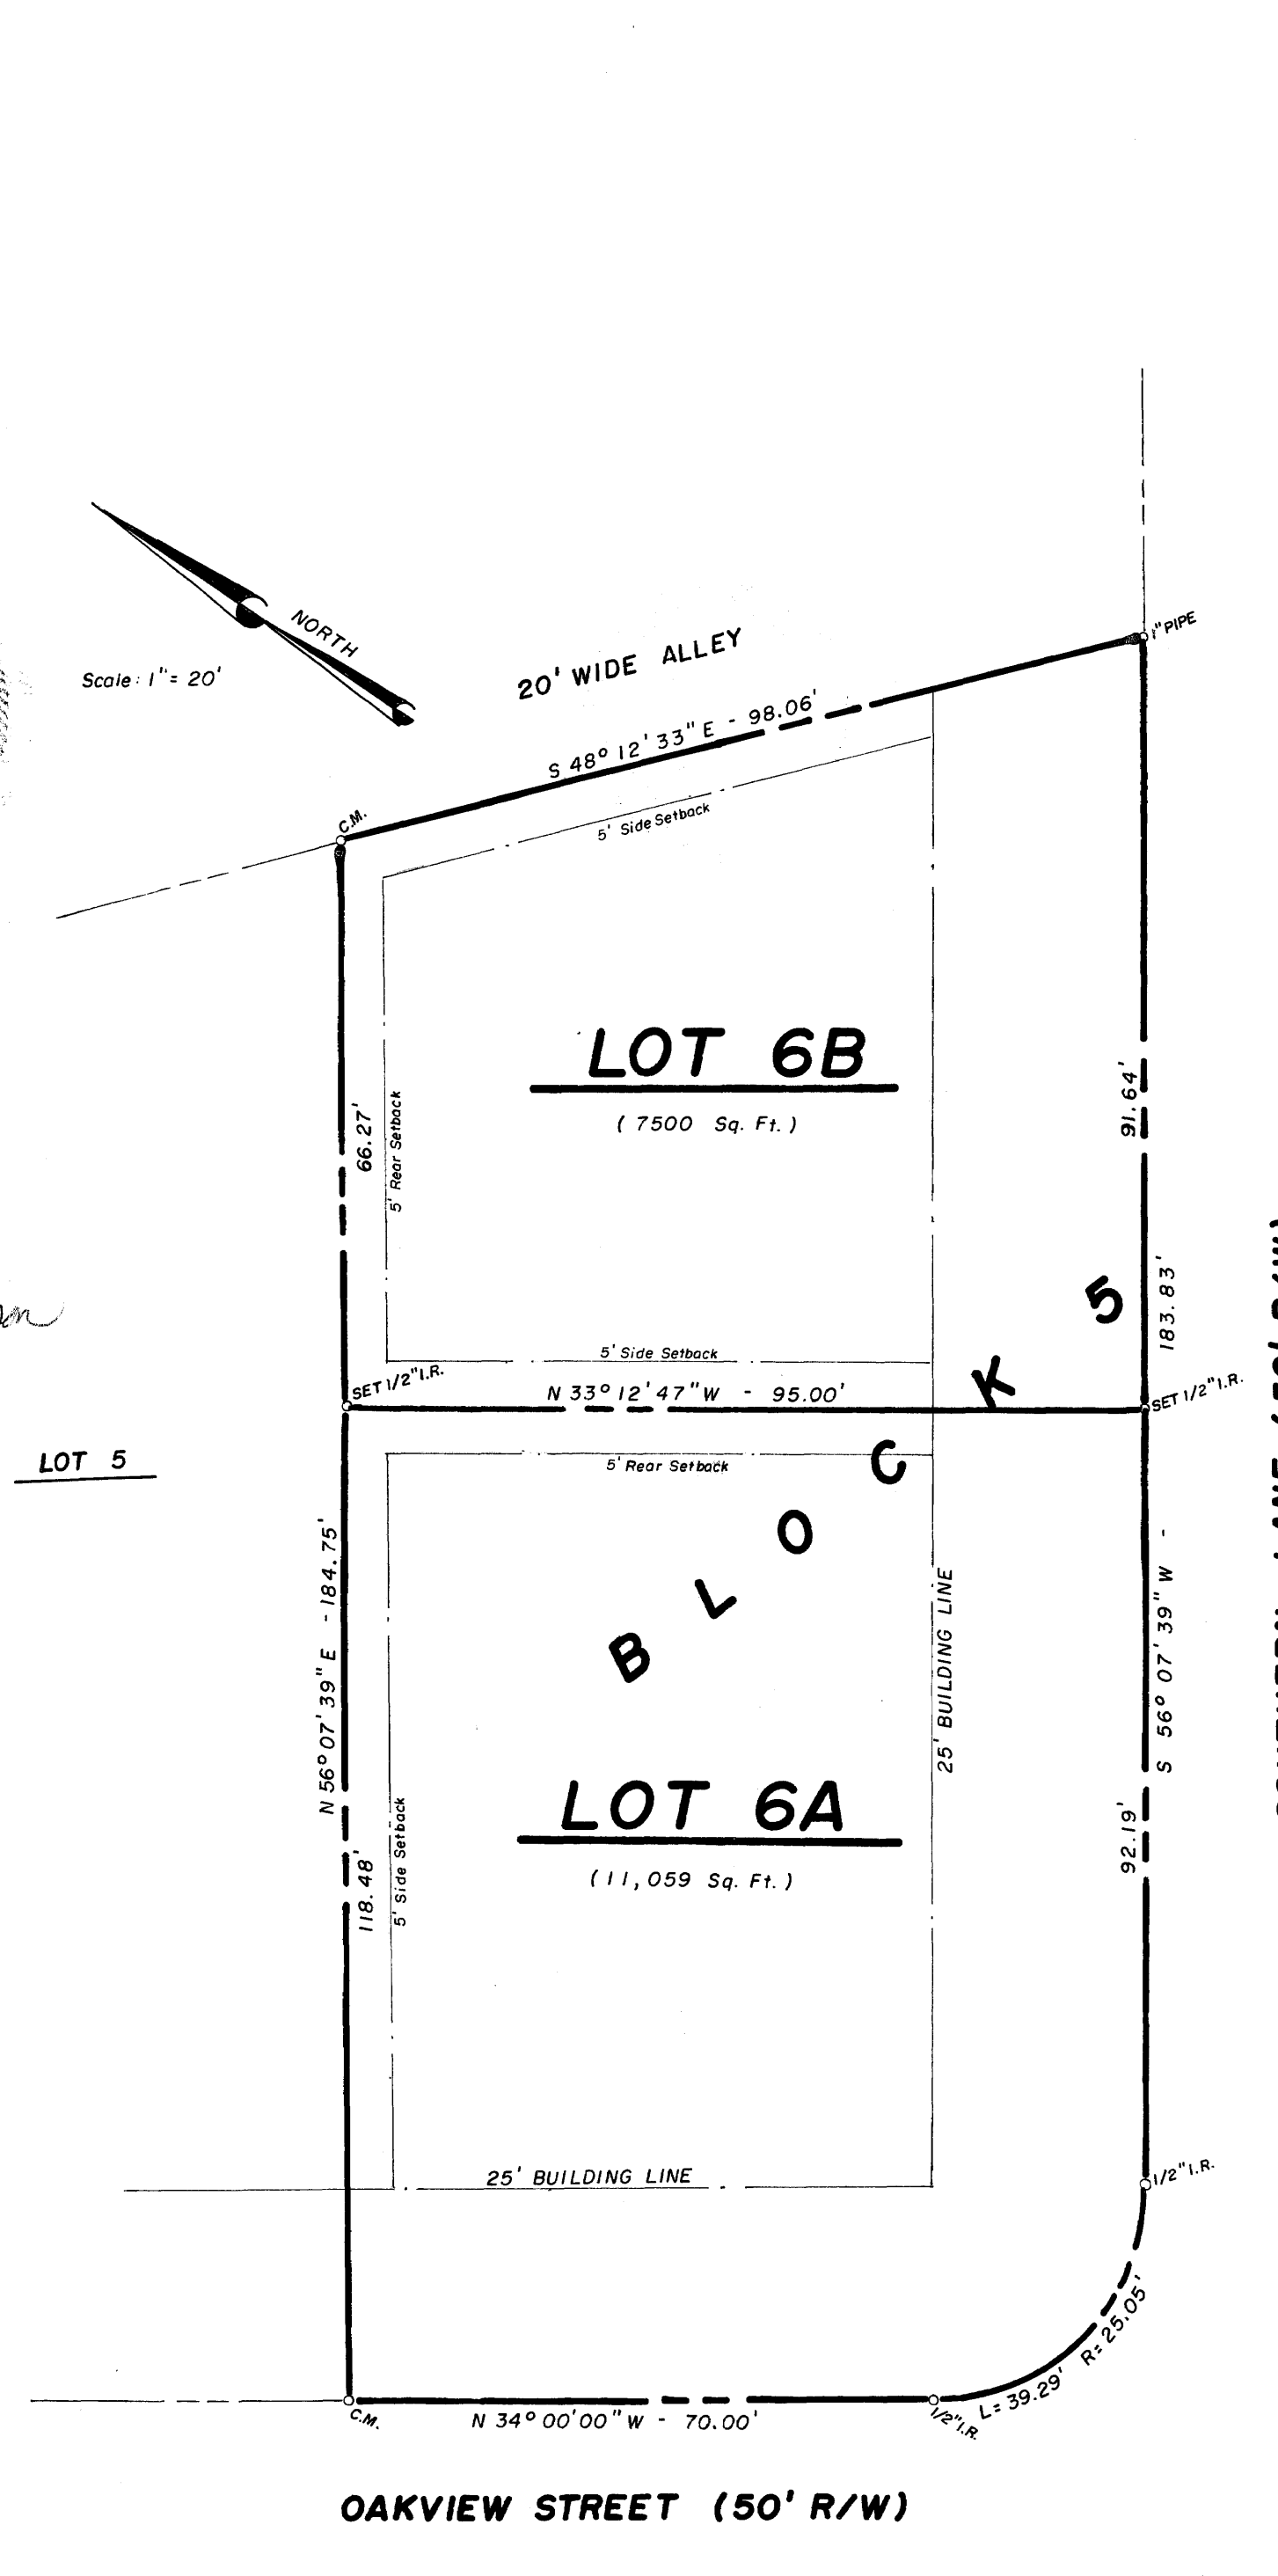 NORTH
Scale: 1"= 20'
20' WIDE ALLEY
1" PIPE
S 48° 12' 33" E - 98.06'
C.M.
5' Side Setback
LOT 6B
( 7500 Sq. Ft. )
66.27'
5' Rear Setback
91.64'
183.83'
5' Side Setback
SET 1/2" I.R.
N 33° 12' 47" W - 95.00'
SET 1/2" I.R.
LOT 5
5' Rear Setback
BLOCK 5
N 56° 07' 39" E - 184.75'
25' BUILDING LINE
S 56° 07' 39" W -
LOT 6A
(11,059 Sq. Ft.)
118.48'
5' Side Setback
92.19'
25' BUILDING LINE
1/2" I.R.
R= 25.05'
L= 39.29'
C.M.
N 34° 00' 00" W - 70.00'
1/2" I.R.
OAKVIEW STREET (50' R/W)